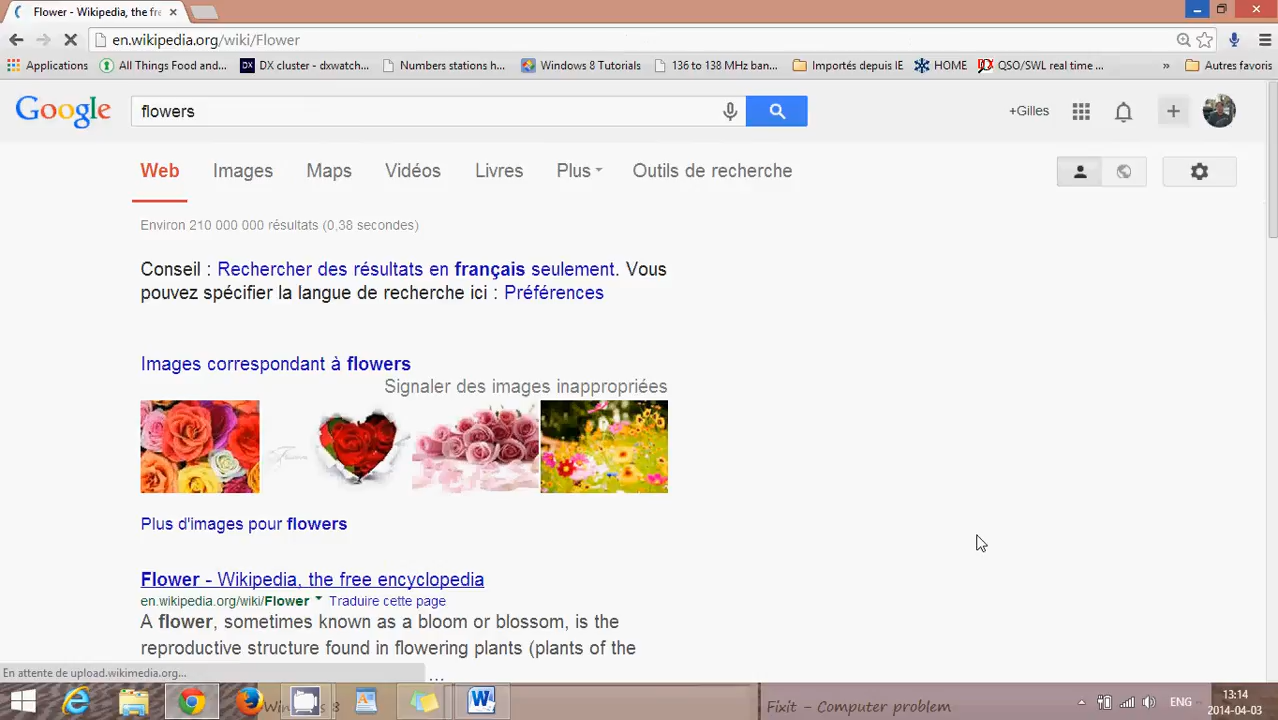 Flower - Wikipedia, the fre
en.wikipedia.org/wiki/Flower
Applications All Things Food and... DX cluster - dxwatch... Numbers stations h... Windows 8 Tutorials 136 to 138 MHz ban... Importés depuis IE HOME QSO/SWL real time ... » Autres favoris
Google flowers +Gilles
Web Images Maps Vidéos Livres Plus Outils de recherche
Environ 210 000 000 résultats (0,38 secondes)
Conseil : Rechercher des résultats en français seulement. Vous
pouvez spécifier la langue de recherche ici : Préférences
Images correspondant à flowers
Signaler des images inappropriées
Plus d'images pour flowers
Flower - Wikipedia, the free encyclopedia
en.wikipedia.org/wiki/Flower Traduire cette page
A flower, sometimes known as a bloom or blossom, is the
reproductive structure found in flowering plants (plants of the
...
En attente de upload.wikimedia.org...
Fixit - Computer problem
ENG
13:14
2014-04-03